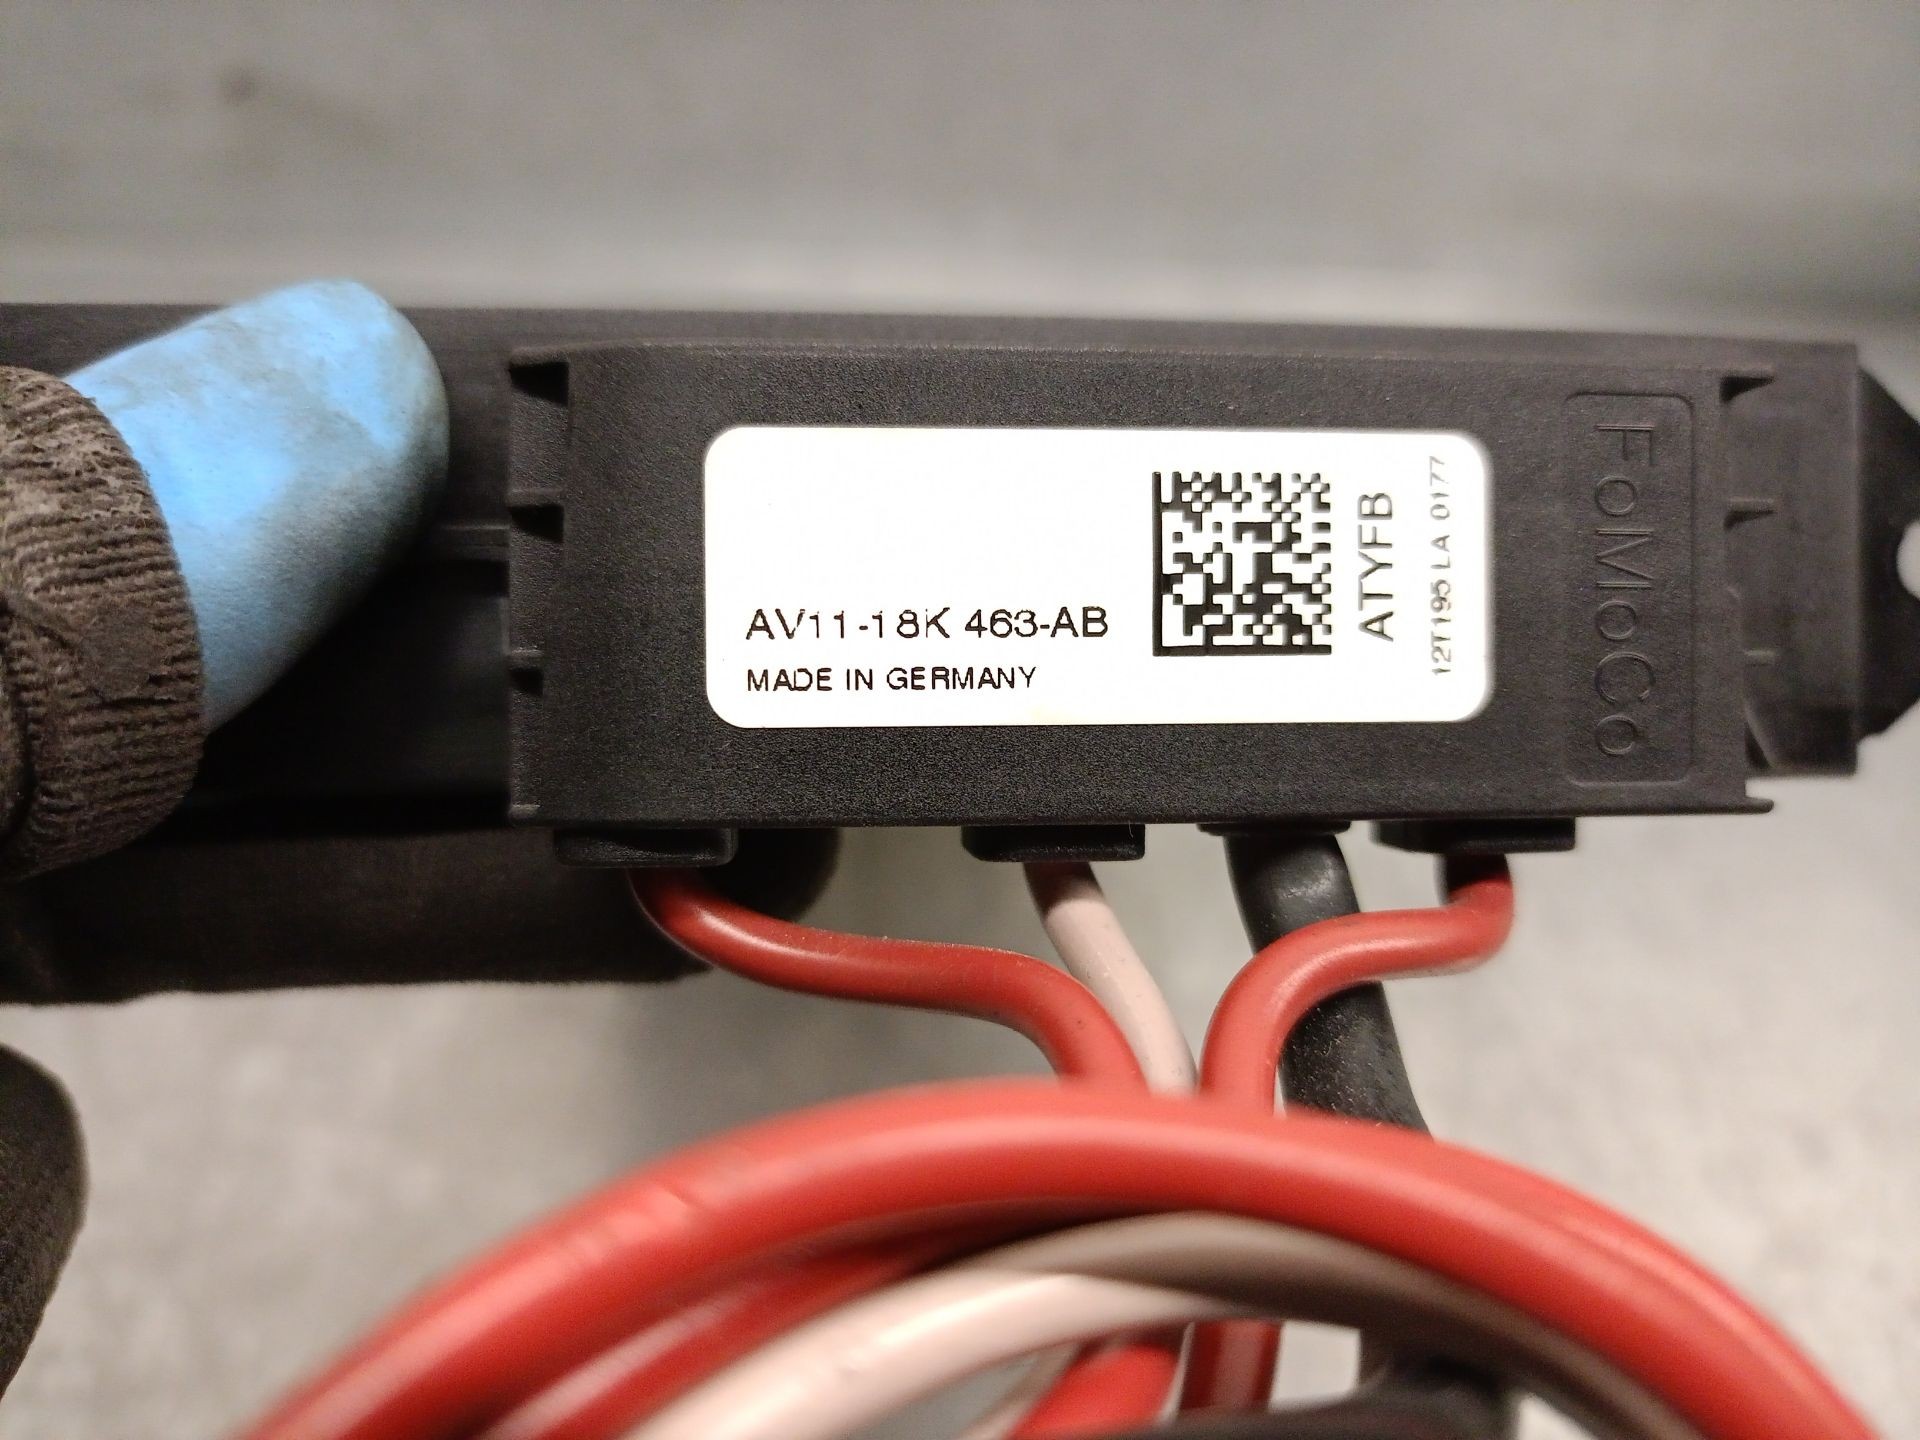 AV11-18K 463-AB
MADE IN GERMANY
ATYFB
12T195 LA 0177
FoMoCo